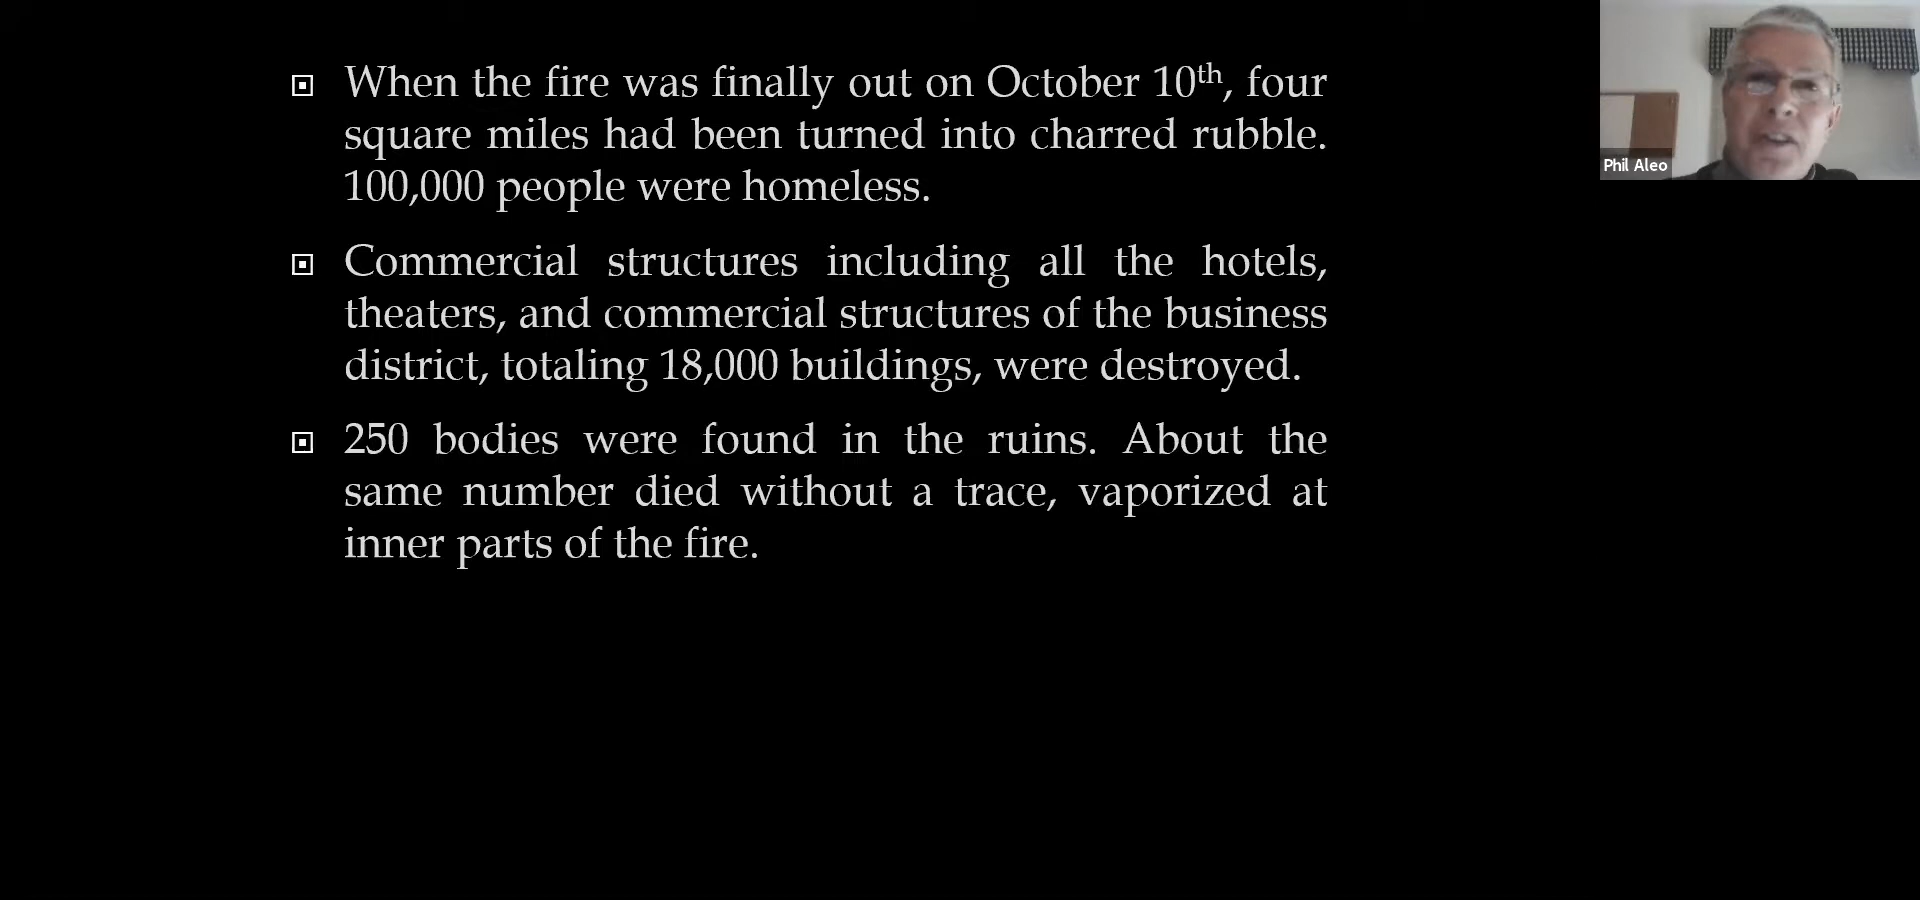 When the fire was finally out on October 10th, four
square miles had been turned into charred rubble.
100,000 people were homeless.
Commercial structures including all the hotels,
theaters, and commercial structures of the business
district, totaling 18,000 buildings, were destroyed.
250 bodies were found in the ruins. About the
same number died without a trace, vaporized at
inner parts of the fire.
Phil Aleo